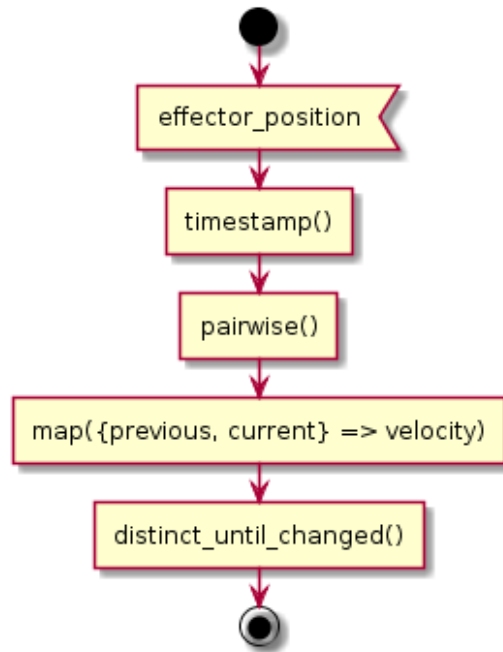 effector_position
timestamp()
pairwise()
map({previous, current} => velocity)
distinct_until_changed()